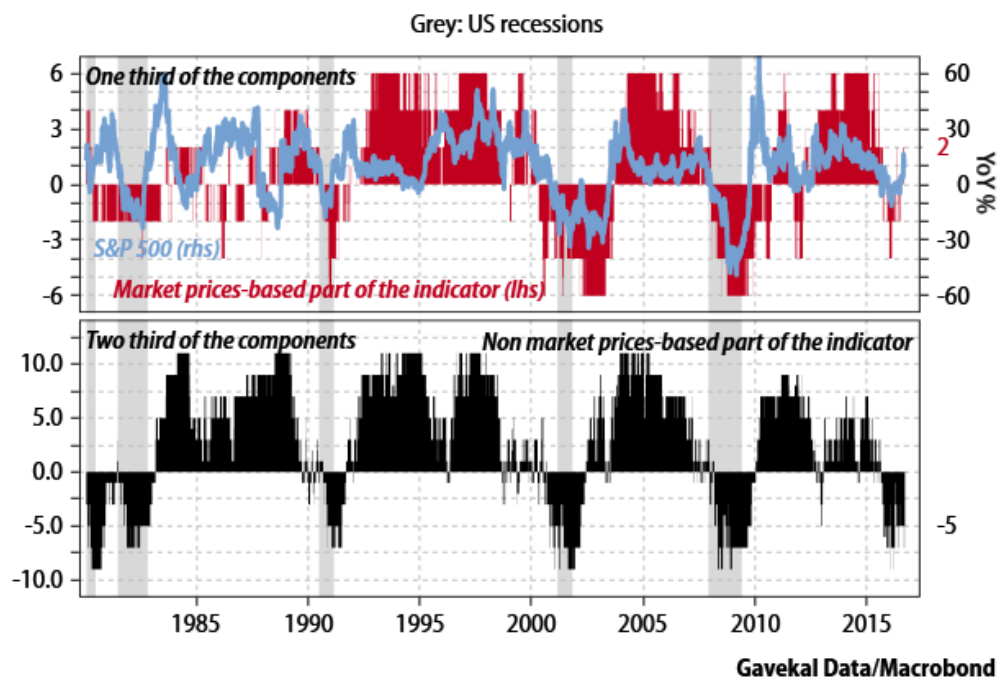 Grey: US recessions
One third of the components
6
3
0
-3
-6
60
30
2
0
-30
-60
YoY%
S&P 500 (rhs)
Market prices-based part of the indicator (lhs)
Two third of the components
Non market prices-based part of the indicator
10.0
5.0
0.0
-5.0
-10.0
-5
1985 1990 1995 2000 2005 2010 2015
Gavekal Data/Macrobond